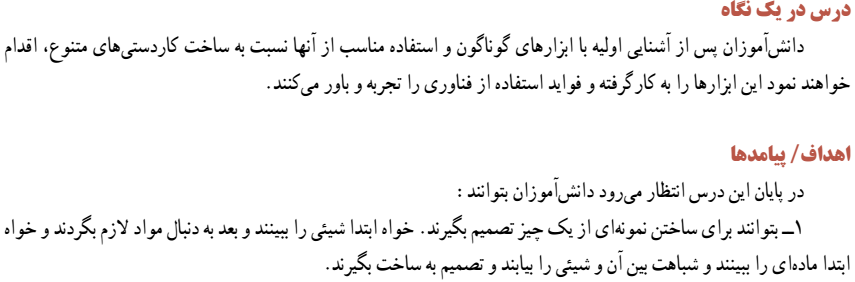 درس در یک نگاه
دانش‌آموزان پس از آشنایی اولیه با ابزارهای گوناگون و استفاده مناسب از آنها نسبت به ساخت کاردستی‌های متنوع، اقدام
خواهند نمود این ابزارها را به کارگرفته و فواید استفاده از فناوری را تجربه و باور می‌کنند.
اهداف/ پیامدها
در پایان این درس انتظار می‌رود دانش‌آموزان بتوانند :
۱ــ بتوانند برای ساختن نمونه‌ای از یک چیز تصمیم بگیرند. خواه ابتدا شیئی را ببینند و بعد به دنبال مواد لازم بگردند و خواه
ابتدا ماده‌ای را ببینند و شباهت بین آن و شیئی را بیابند و تصمیم به ساخت بگیرند.